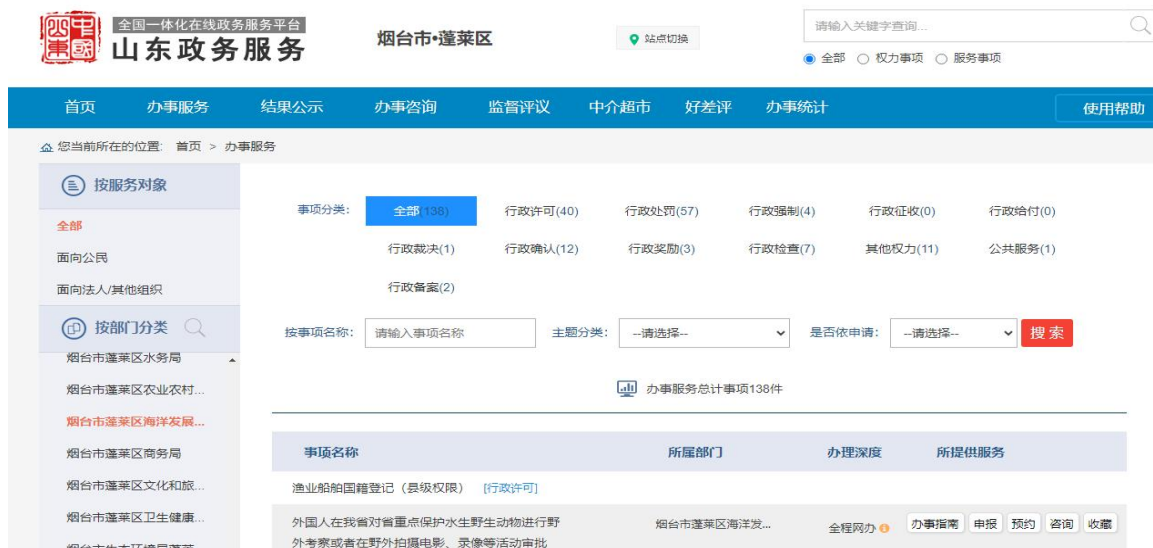 全国一体化在线政务服务平台
山东政务服务
烟台市•蓬莱区
站点切换
请输入关键字查询...
全部 权力事项 服务事项
首页 办事服务 结果公示 办事咨询 监督评议 中介超市 好差评 办事统计 使用帮助
您当前所在的位置: 首页 > 办事服务
按服务对象
全部
面向公民
面向法人/其他组织
按部门分类
烟台市蓬莱区水务局
烟台市蓬莱区农业农村...
烟台市蓬莱区海洋发展...
烟台市蓬莱区商务局
烟台市蓬莱区文化和旅...
烟台市蓬莱区卫生健康...
事项分类: 全部(138) 行政许可(40) 行政处罚(57) 行政强制(4) 行政征收(0) 行政给付(0)
行政裁决(1) 行政确认(12) 行政奖励(3) 行政检查(7) 其他权力(11) 公共服务(1)
行政备案(2)
按事项名称: 请输入事项名称 主题分类: --请选择-- 是否依申请: --请选择-- 搜索
办事服务总计事项138件
事项名称 所属部门 办理深度 所提供服务
渔业船舶国籍登记（县级权限） [行政许可]
外国人在我省对省重点保护水生野生动物进行野
外考察或者在野外拍摄电影、录像等活动审批
烟台市蓬莱区海洋发... 全程网办 办事指南 申报 预约 咨询 收藏